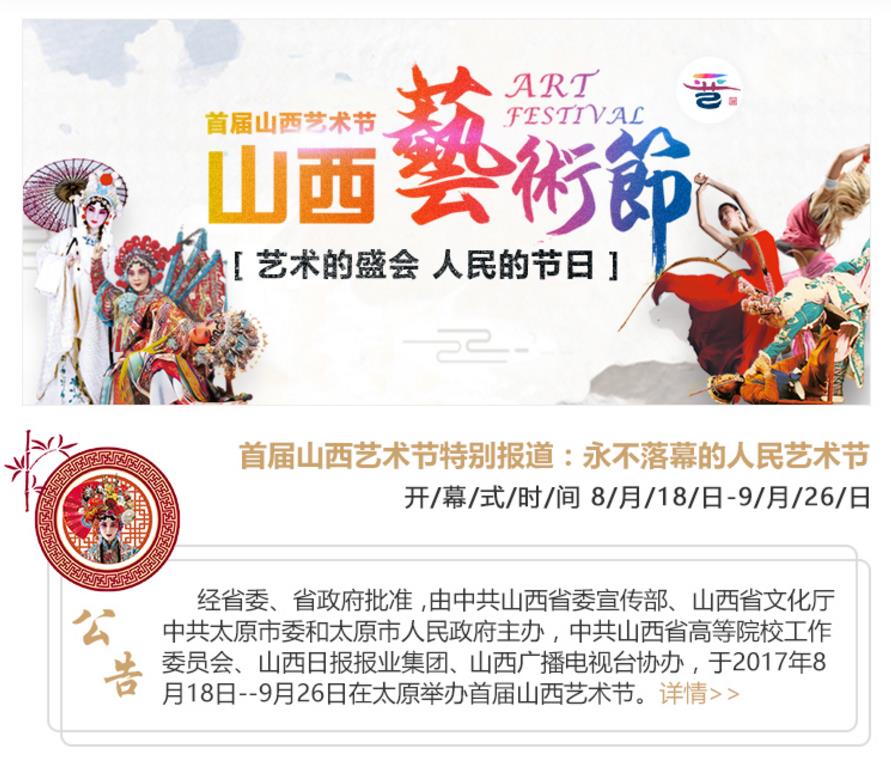 首届山西艺术节
ART
FESTIVAL
山西藝術節
[ 艺术的盛会 人民的节日 ]
首届山西艺术节特别报道：永不落幕的人民艺术节
开/幕/式/时/间 8/月/18/日-9/月/26/日
公告
经省委、省政府批准 ,由中共山西省委宣传部、山西省文化厅
中共太原市委和太原市人民政府主办，中共山西省高等院校工作
委员会、山西日报报业集团、山西广播电视台协办，于2017年8
月18日--9月26日在太原举办首届山西艺术节。详情>>